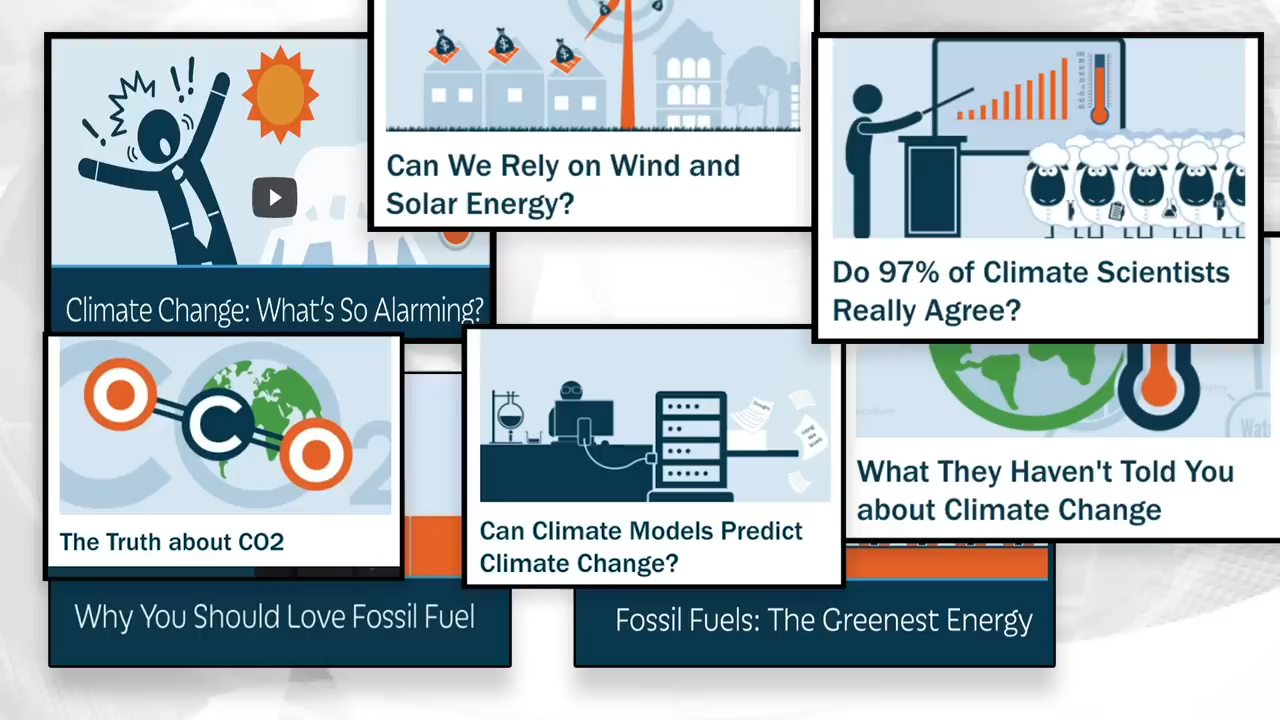 Can We Rely on Wind and
Solar Energy?
Do 97% of Climate Scientists
Really Agree?
Climate Change: What's So Alarming?
What They Haven't Told You
about Climate Change
O C O
CO2
The Truth about CO2
Can Climate Models Predict
Climate Change?
Why You Should Love Fossil Fuel
Fossil Fuels: The Greenest Energy